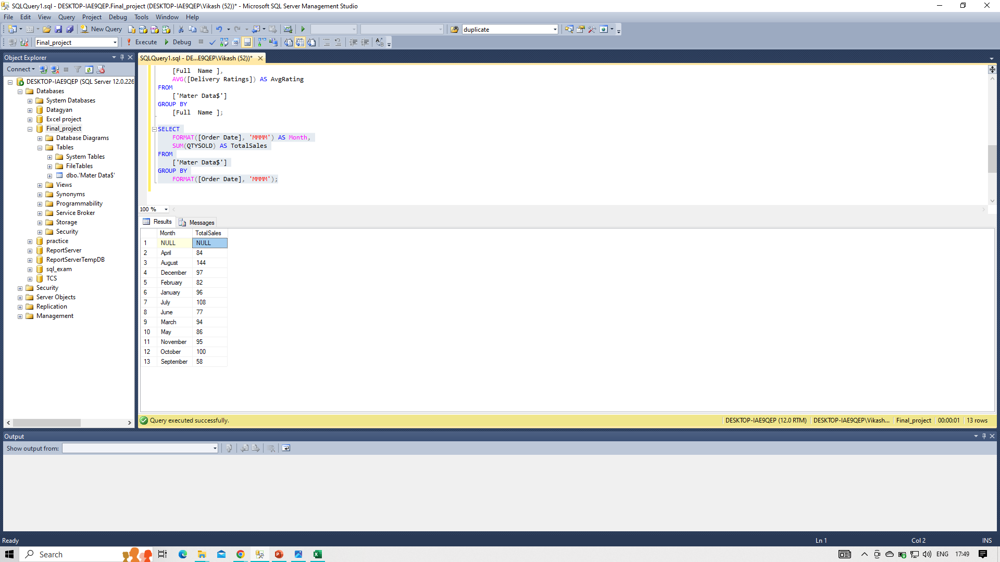 SQLQuery1.sql - DESKTOP-IAE9QEP.Final_project (DESKTOP-IAE9QEP\Vikash (52))* - Microsoft SQL Server Management Studio
File Edit View Query Project Debug Tools Window Help
New Query duplicate
Final_project Execute Debug
Object Explorer
Connect
DESKTOP-IAE9QEP (SQL Server 12.0.226
Databases
System Databases
Datagyan
Excel project
Final_project
Database Diagrams
Tables
System Tables
FileTables
dbo.'Mater Data$'
Views
Synonyms
Programmability
Service Broker
Storage
Security
practice
ReportServer
ReportServerTempDB
sql_exam
TCS
Security
Server Objects
Replication
Management
SQLQuery1.sql - DE...E9QEP\Vikash (52))*
[Full  Name ],
AVG([Delivery Ratings]) AS AvgRating
FROM
['Mater Data$']
GROUP BY
[Full  Name ];
SELECT
FORMAT([Order Date], 'MMMM') AS Month,
SUM(QTYSOLD) AS TotalSales
FROM
['Mater Data$']
GROUP BY
FORMAT([Order Date], 'MMMM');
100 %
Results Messages
Month TotalSales
1 NULL NULL
2 April 84
3 August 144
4 December 97
5 February 82
6 January 96
7 July 108
8 June 77
9 March 94
10 May 86
11 November 95
12 October 100
13 September 58
Query executed successfully. DESKTOP-IAE9QEP (12.0 RTM) DESKTOP-IAE9QEP\Vikash... Final_project 00:00:01 13 rows
Output
Show output from:
Ready Ln 1 Col 2 INS
Search ENG 17:49